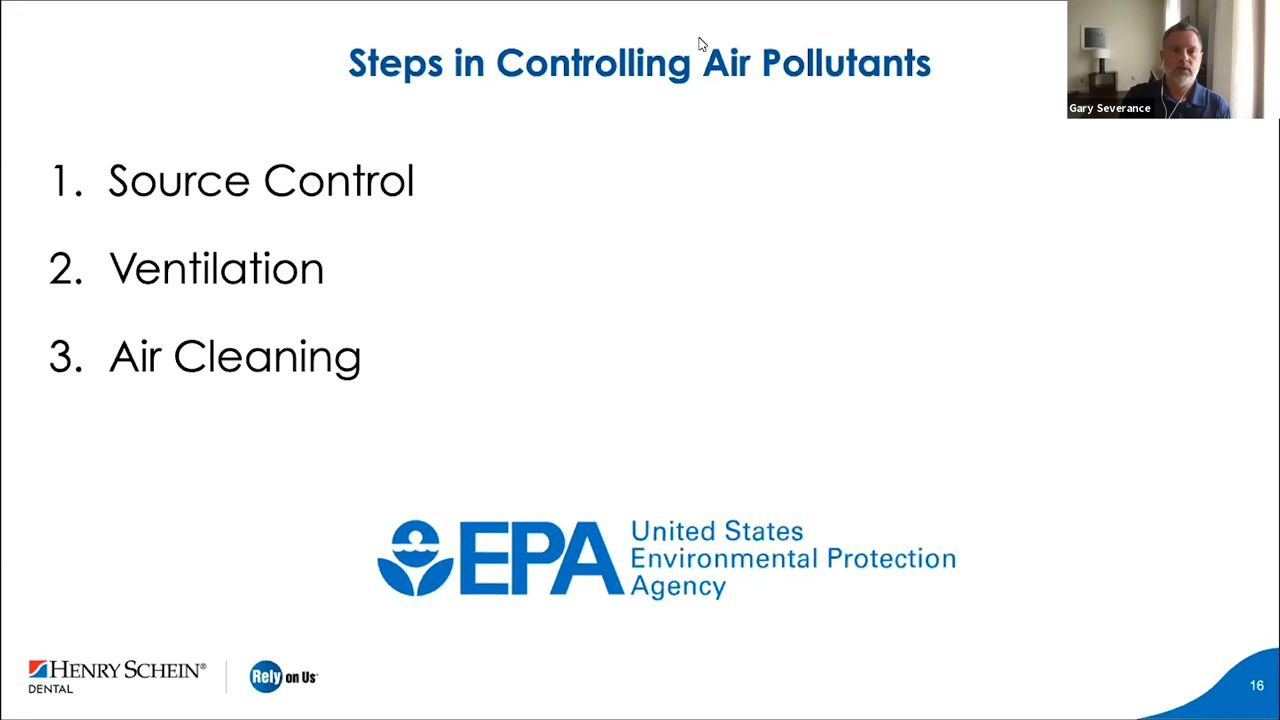 Steps in Controlling Air Pollutants
Gary Severance
1. Source Control
2. Ventilation
3. Air Cleaning
EPA
United States
Environmental Protection
Agency
HENRY SCHEIN®
DENTAL
Rely on Us™
16